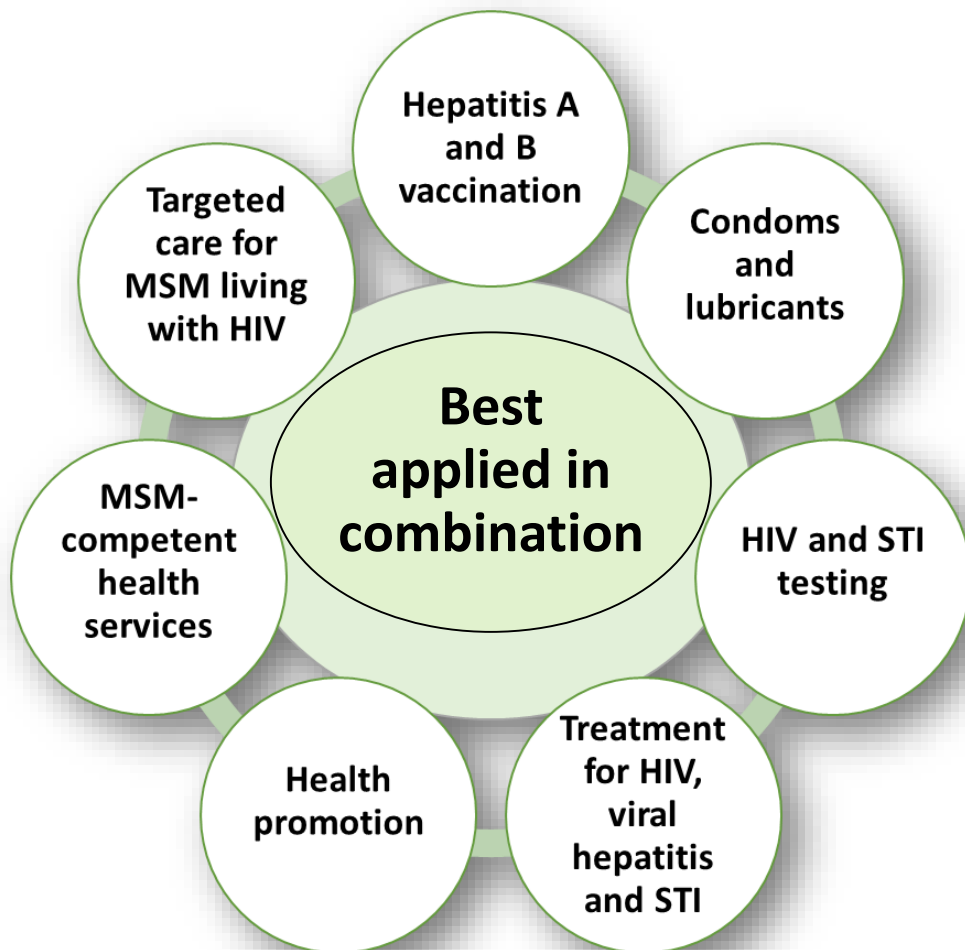 Hepatitis A
and B
vaccination
Condoms
and
lubricants
HIV and STI
testing
Treatment
for HIV,
viral
hepatitis
and STI
Health
promotion
MSM-
competent
health
services
Targeted
care for
MSM living
with HIV
Best
applied in
combination